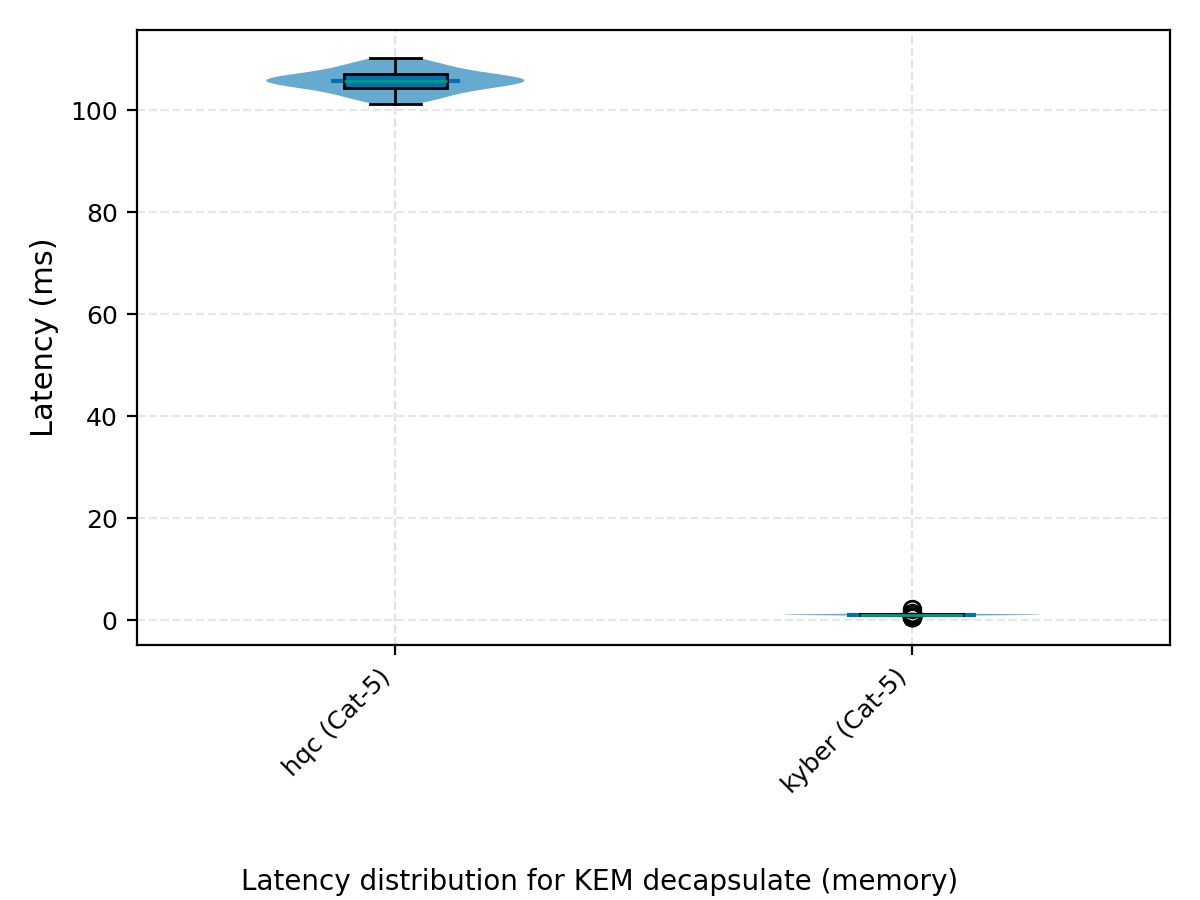 100
80
60
40
20
0
Latency (ms)
hqc (Cat-5)
kyber (Cat-5)
Latency distribution for KEM decapsulate (memory)